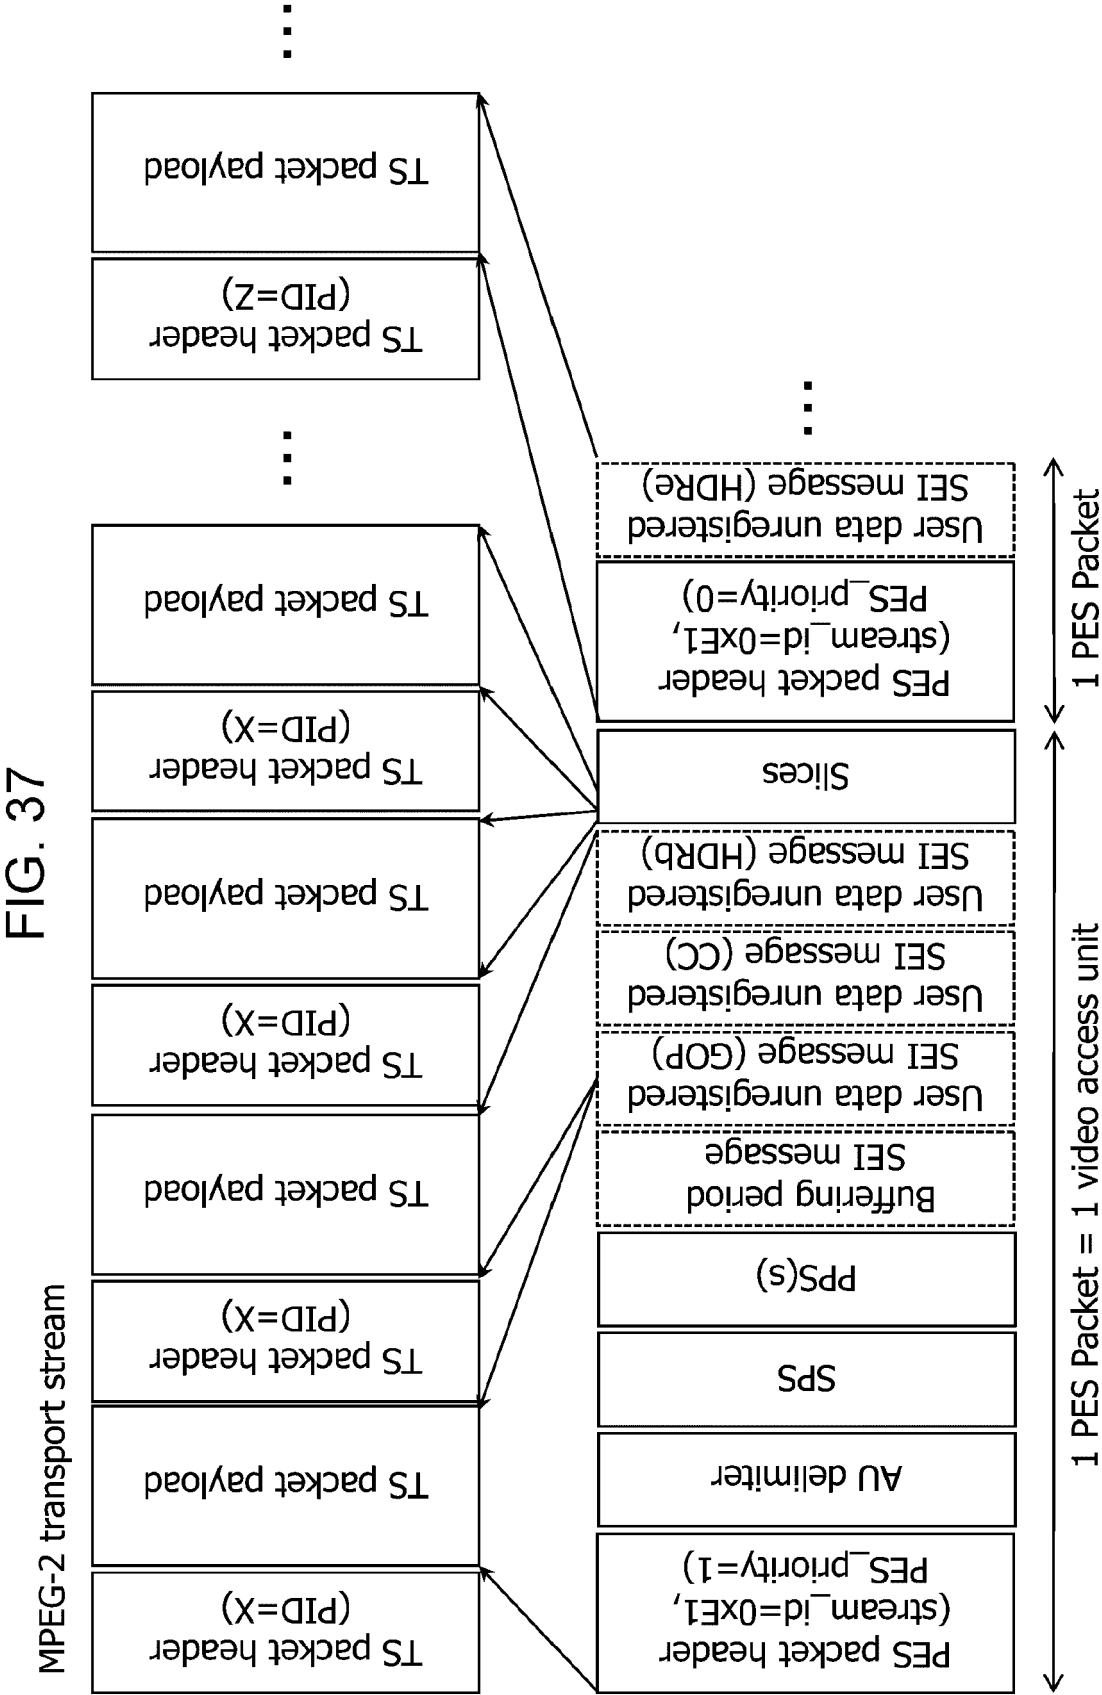 FIG. 37
MPEG-2 transport stream
TS packet header
(PID=X)
TS packet payload
TS packet header
(PID=X)
TS packet payload
TS packet header
(PID=X)
TS packet payload
TS packet header
(PID=X)
TS packet payload
...
TS packet header
(PID=Z)
TS packet payload
...
PES packet header
(stream_id=0xE1,
PES_priority=1)
AU delimiter
SPS
PPS(s)
Buffering period
SEI message
User data unregistered
SEI message (GOP)
User data unregistered
SEI message (CC)
User data unregistered
SEI message (HDRb)
Slices
PES packet header
(stream_id=0xE1,
PES_priority=0)
User data unregistered
SEI message (HDRe)
...
1 PES Packet = 1 video access unit
1 PES Packet